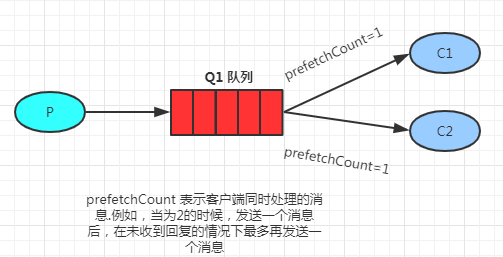 prefetchCount=1
C1
Q1 队列
P
C2
prefetchCount=1
prefetchCount 表示客户端同时处理的消
息.例如，当为2的时候，发送一个消息
后，在未收到回复的情况下最多再发送一
个消息